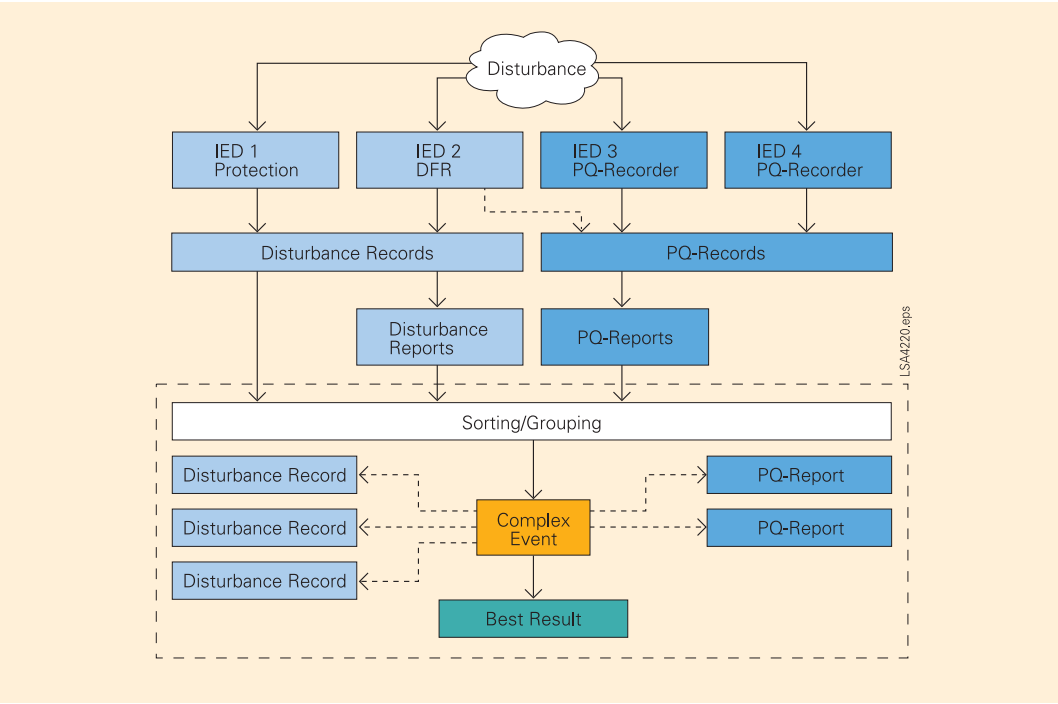 Disturbance
IED 1
Protection
IED 2
DFR
IED 3
PQ-Recorder
IED 4
PQ-Recorder
Disturbance Records
PQ-Records
Disturbance
Reports
PQ-Reports
LSA4220.eps
Sorting/Grouping
Disturbance Record
PQ-Report
Complex
Event
Disturbance Record
PQ-Report
Disturbance Record
Best Result